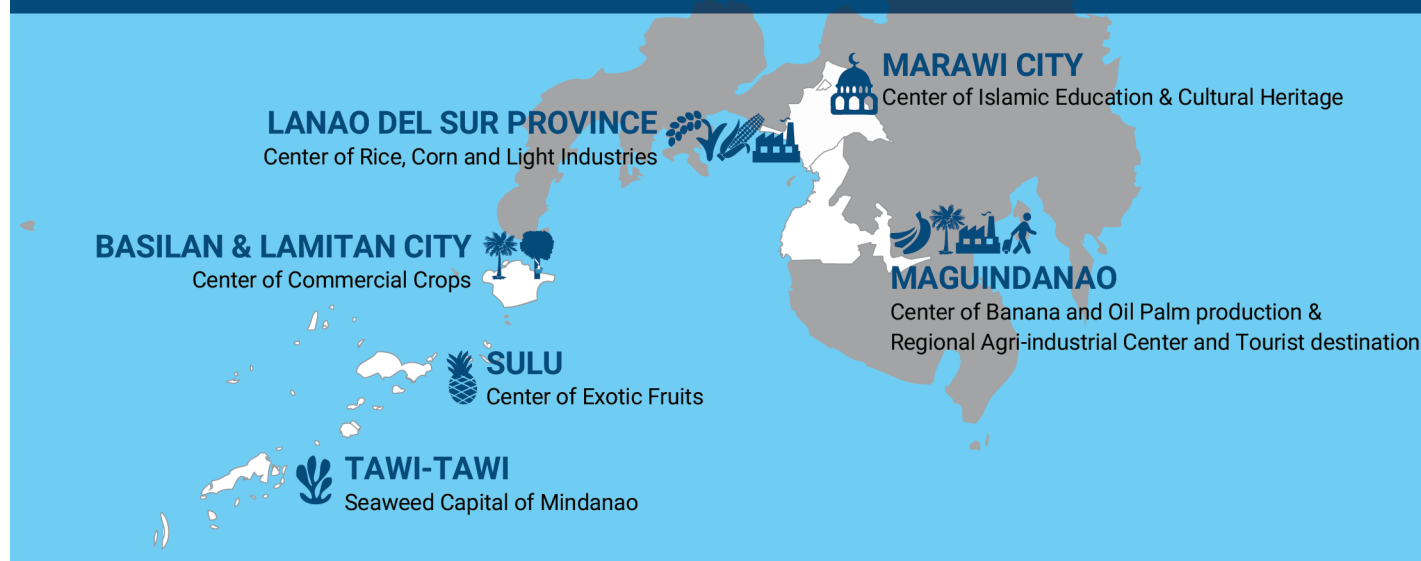 MARAWI CITY
Center of Islamic Education & Cultural Heritage
LANAO DEL SUR PROVINCE
Center of Rice, Corn and Light Industries
BASILAN & LAMITAN CITY
Center of Commercial Crops
MAGUINDANAO
Center of Banana and Oil Palm production &
Regional Agri-industrial Center and Tourist destination
SULU
Center of Exotic Fruits
TAWI-TAWI
Seaweed Capital of Mindanao